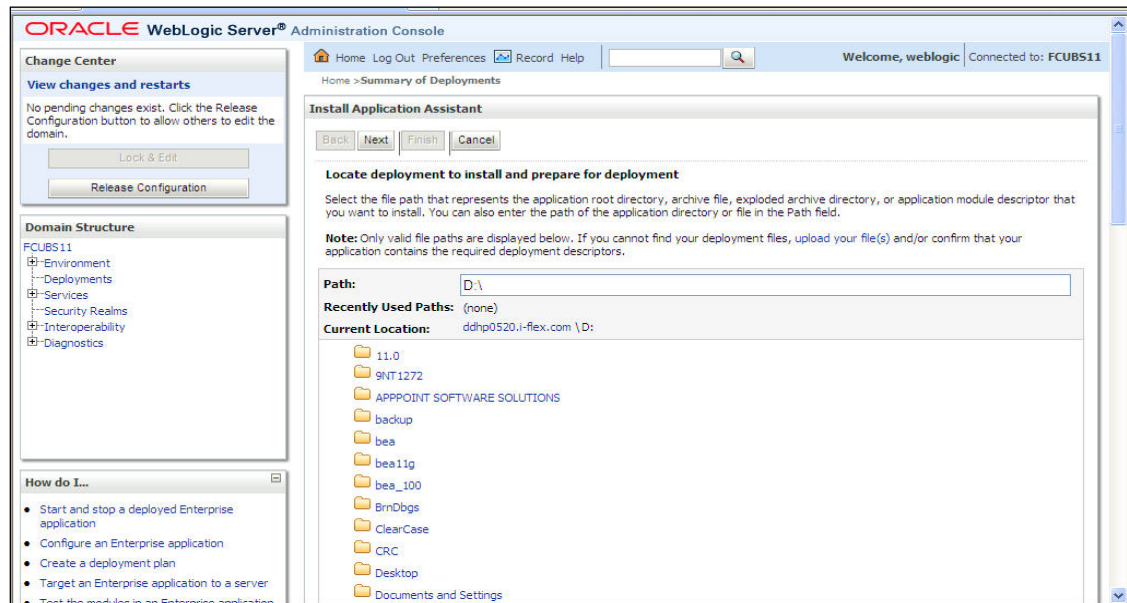 ORACLE WebLogic Server® Administration Console
Change Center
View changes and restarts
No pending changes exist. Click the Release
Configuration button to allow others to edit the
domain.
Lock & Edit
Release Configuration
Domain Structure
FCUBS11
Environment
Deployments
Services
Security Realms
Interoperability
Diagnostics
How do I...
Start and stop a deployed Enterprise
application
Configure an Enterprise application
Create a deployment plan
Target an Enterprise application to a server
Test the modules in an Enterprise application
Home Log Out Preferences Record Help
Welcome, weblogic Connected to: FCUBS11
Home >Summary of Deployments
Install Application Assistant
Back Next Finish Cancel
Locate deployment to install and prepare for deployment
Select the file path that represents the application root directory, archive file, exploded archive directory, or application module descriptor that
you want to install. You can also enter the path of the application directory or file in the Path field.
Note: Only valid file paths are displayed below. If you cannot find your deployment files, upload your file(s) and/or confirm that your
application contains the required deployment descriptors.
Path: D:\
Recently Used Paths: (none)
Current Location: ddhp0520.i-flex.com \D:
11.0
9NT1272
APPPOINT SOFTWARE SOLUTIONS
backup
bea
bea11g
bea_100
BrnDbgs
ClearCase
CRC
Desktop
Documents and Settings